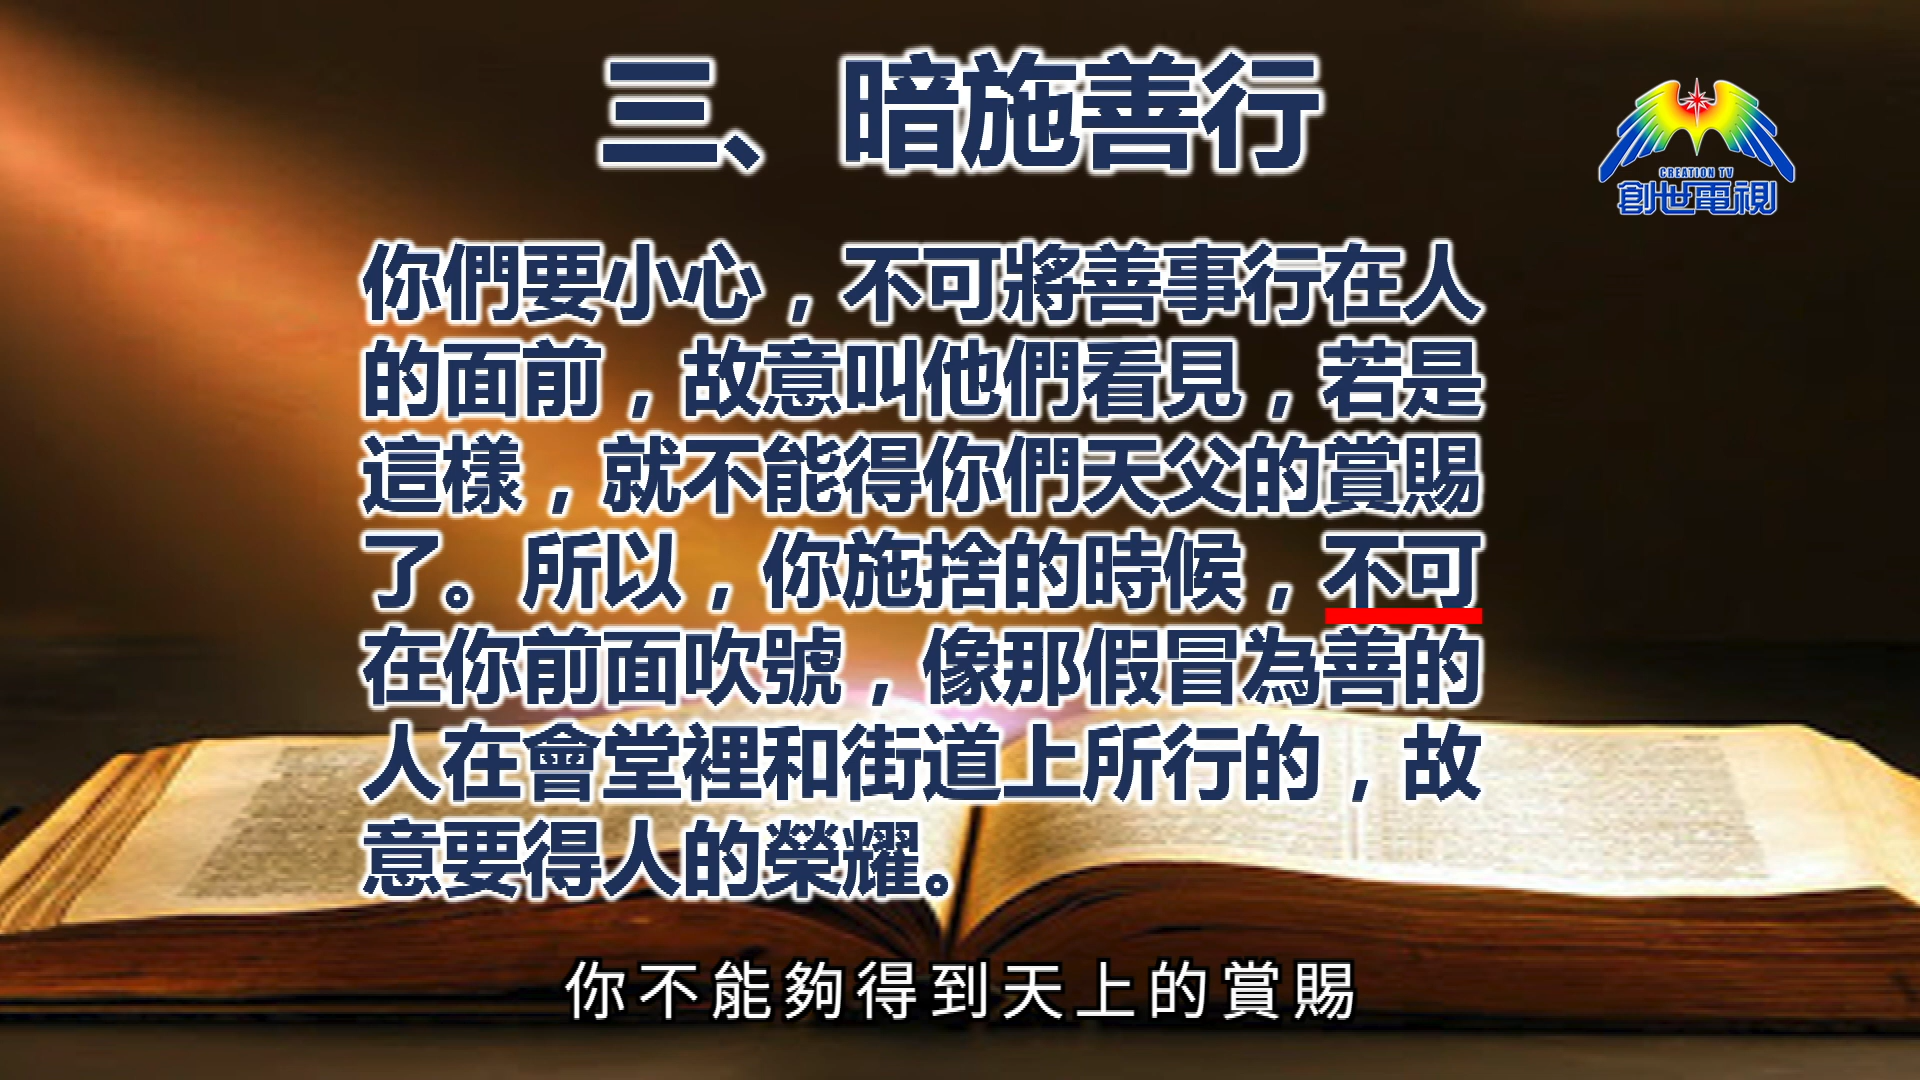 三、暗施善行
CREATION TV
創世電視
你們要小心，不可將善事行在人
的面前，故意叫他們看見，若是
這樣，就不能得你們天父的賞賜
了。所以，你施捨的時候，不可
在你前面吹號，像那假冒為善的
人在會堂裡和街道上所行的，故
意要得人的榮耀。
你不能夠得到天上的賞賜